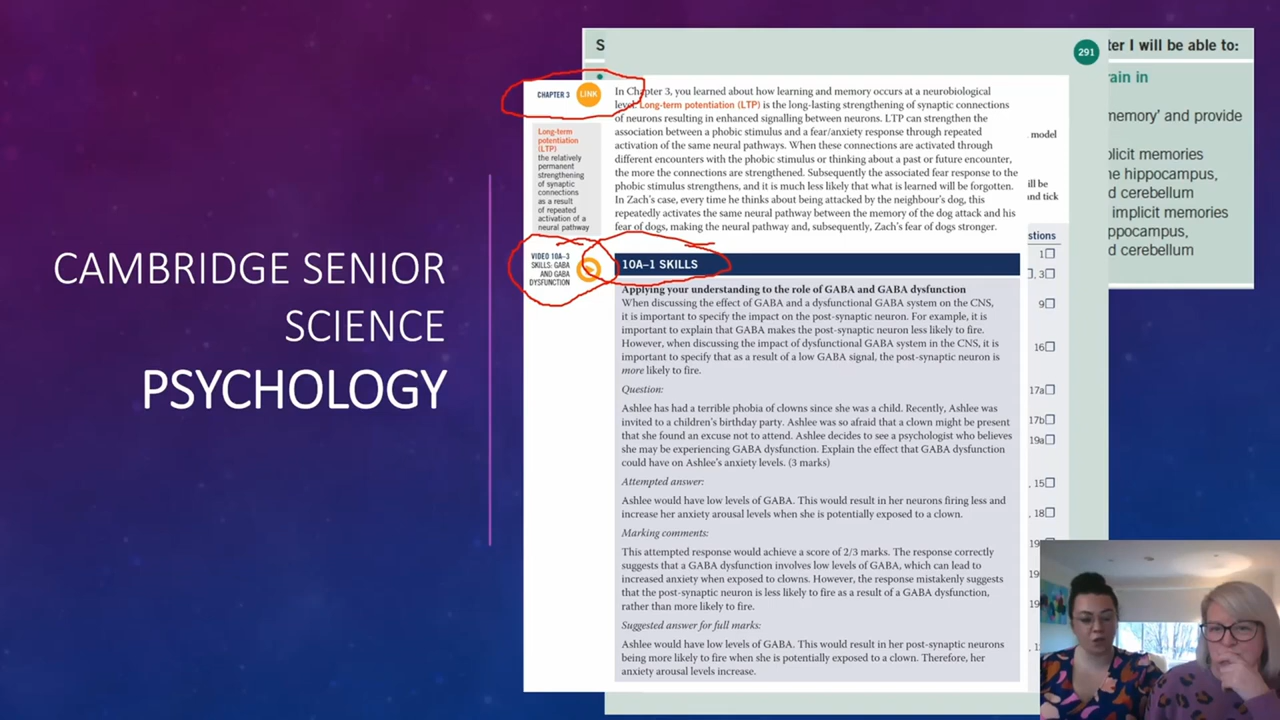 CAMBRIDGE SENIOR
SCIENCE
PSYCHOLOGY
S
ter I will be able to:
291
rain in
memory' and provide
plicit memories
he hippocampus,
d cerebellum
implicit memories
ppocampus,
d cerebellum
model
ill be
and tick
stions
1
, 3
9
16
17a
17b
19a
, 15
, 18
19
19
19
CHAPTER 3 LINK
Long-term
potentiation
(LTP)
the relatively
permanent
strengthening
of synaptic
connections
as a result
of repeated
activation of a
neural pathway
In Chapter 3, you learned about how learning and memory occurs at a neurobiological
level. Long-term potentiation (LTP) is the long-lasting strengthening of synaptic connections
of neurons resulting in enhanced signalling between neurons. LTP can strengthen the
association between a phobic stimulus and a fear/anxiety response through repeated
activation of the same neural pathways. When these connections are activated through
different encounters with the phobic stimulus or thinking about a past or future encounter,
the more the connections are strengthened. Subsequently the associated fear response to the
phobic stimulus strengthens, and it is much less likely that what is learned will be forgotten.
In Zach's case, every time he thinks about being attacked by the neighbour's dog, this
repeatedly activates the same neural pathway between the memory of the dog attack and his
fear of dogs, making the neural pathway and, subsequently, Zach's fear of dogs stronger.
VIDEO 10A–3
SKILLS: GABA
AND GABA
DYSFUNCTION
10A–1 SKILLS
Applying your understanding to the role of GABA and GABA dysfunction
When discussing the effect of GABA and a dysfunctional GABA system on the CNS,
it is important to specify the impact on the post-synaptic neuron. For example, it is
important to explain that GABA makes the post-synaptic neuron less likely to fire.
However, when discussing the impact of dysfunctional GABA system in the CNS, it is
important to specify that as a result of a low GABA signal, the post-synaptic neuron is
more likely to fire.
Question:
Ashlee has had a terrible phobia of clowns since she was a child. Recently, Ashlee was
invited to a children's birthday party. Ashlee was so afraid that a clown might be present
that she found an excuse not to attend. Ashlee decides to see a psychologist who believes
she may be experiencing GABA dysfunction. Explain the effect that GABA dysfunction
could have on Ashlee's anxiety levels. (3 marks)
Attempted answer:
Ashlee would have low levels of GABA. This would result in her neurons firing less and
increase her anxiety arousal levels when she is potentially exposed to a clown.
Marking comments:
This attempted response would achieve a score of 2/3 marks. The response correctly
suggests that a GABA dysfunction involves low levels of GABA, which can lead to
increased anxiety when exposed to clowns. However, the response mistakenly suggests
that the post-synaptic neuron is less likely to fire as a result of a GABA dysfunction,
rather than more likely to fire.
Suggested answer for full marks:
Ashlee would have low levels of GABA. This would result in her post-synaptic neurons
being more likely to fire when she is potentially exposed to a clown. Therefore, her
anxiety arousal levels increase.